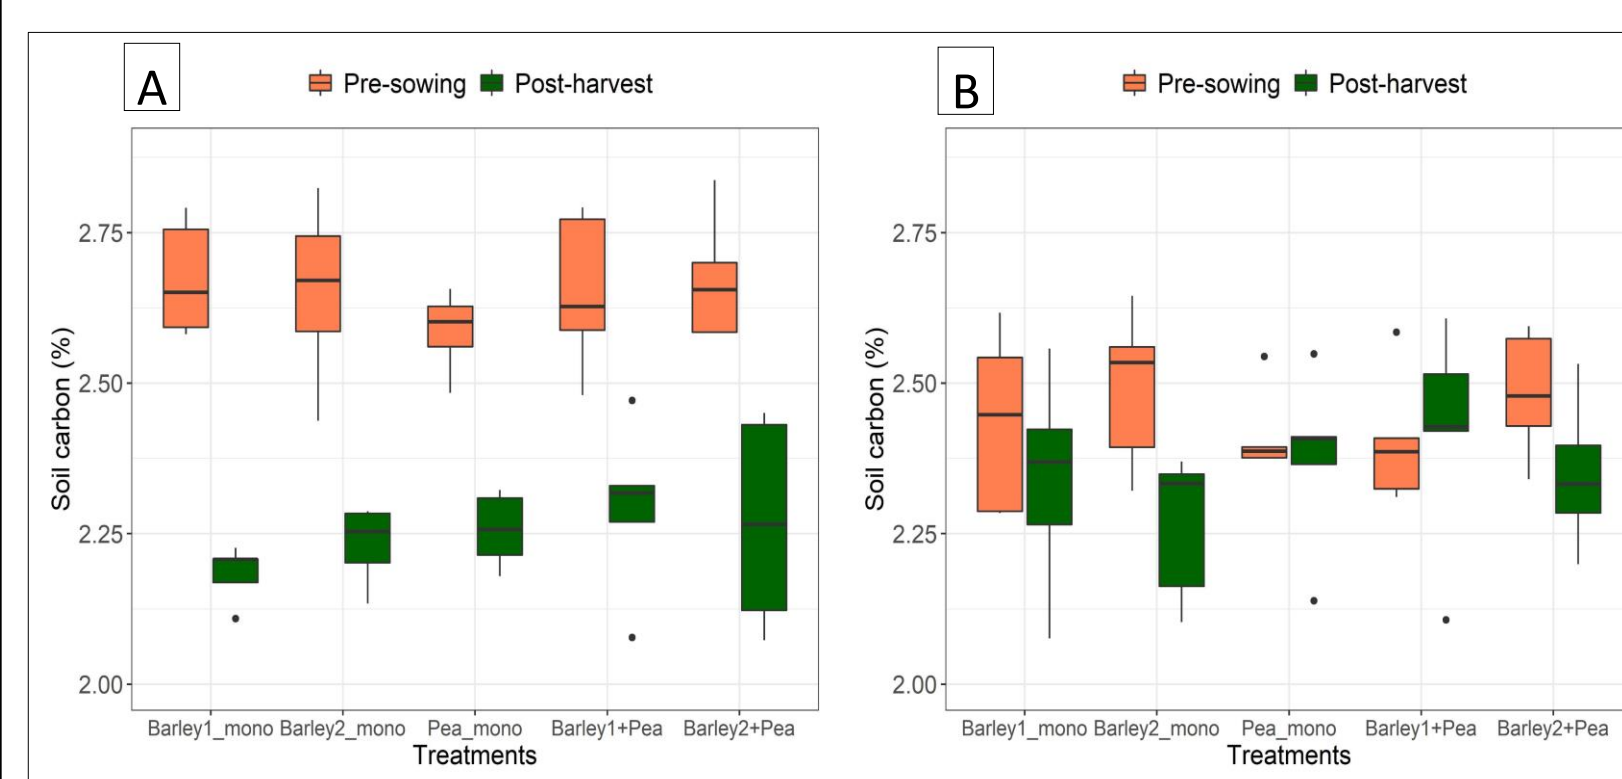 A
Pre-sowing Post-harvest
Soil carbon (%)
2.75
2.50
2.25
2.00
Barley1_mono Barley2_mono Pea_mono Barley1+Pea Barley2+Pea
Treatments
B
Pre-sowing Post-harvest
Soil carbon (%)
2.75
2.50
2.25
2.00
Barley1_mono Barley2_mono Pea_mono Barley1+Pea Barley2+Pea
Treatments